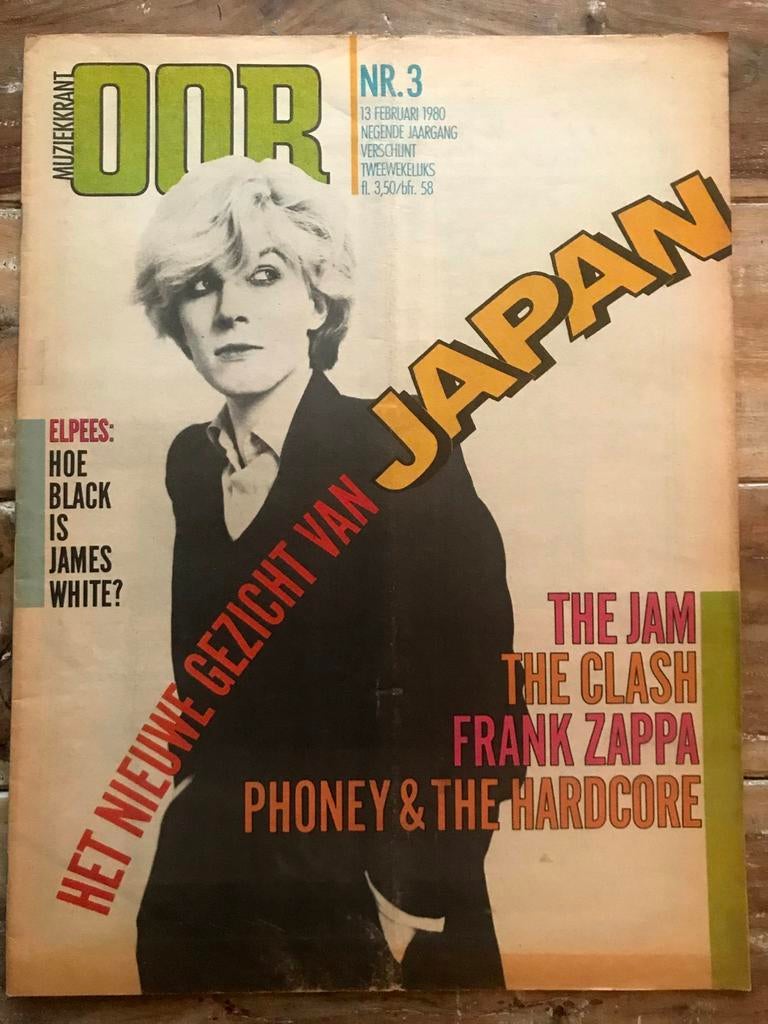 MUZIEKKRANT
OOR
NR.3
13 FEBRUARI 1980
NEGENDE JAARGANG
VERSCHIJNT
TWEEWEKELIJKS
fl. 3,50/bfr. 58
HET NIEUWE GEZICHT VAN JAPAN
ELPEES:
HOE
BLACK
IS
JAMES
WHITE?
THE JAM
THE CLASH
FRANK ZAPPA
PHONEY & THE HARDCORE